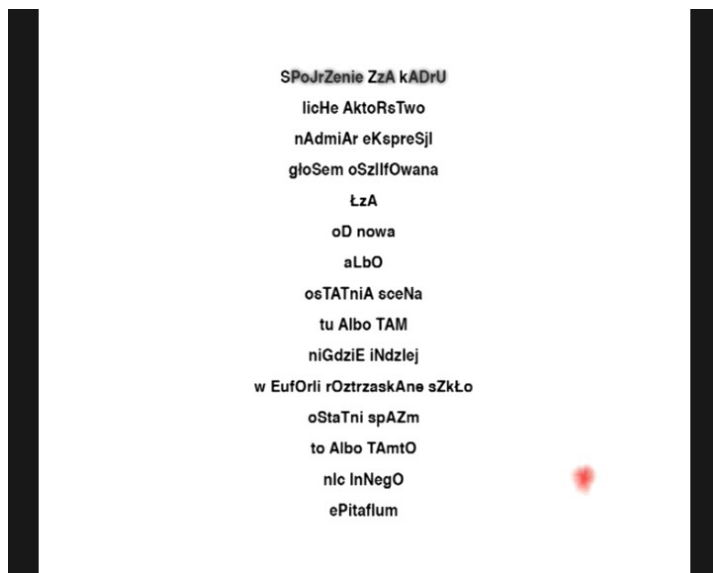 SPoJrZenie ZzA kADrU
licHe AktoRsTwo
nAdmiAr eKspreSjI
głoSem oSzlIfOwana
ŁzA
oD nowa
aLbO
osTATniA sceNa
tu Albo TAM
niGdziE iNdzIej
w EufOrIi rOztrzaskAne sZkŁo
oStaTni spAZm
to Albo TAmtO
nIc InNegO
ePitafIum